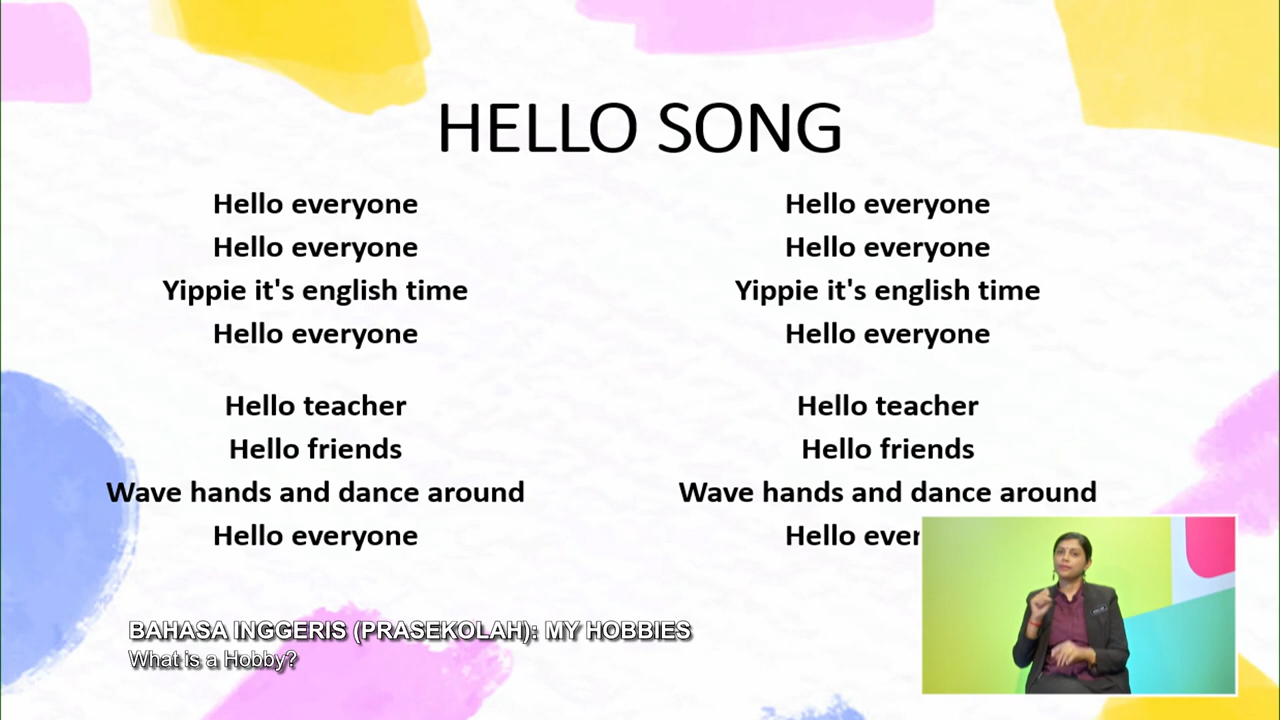 HELLO SONG
Hello everyone
Hello everyone
Yippie it's english time
Hello everyone
Hello teacher
Hello friends
Wave hands and dance around
Hello everyone
Hello everyone
Hello everyone
Yippie it's english time
Hello everyone
Hello teacher
Hello friends
Wave hands and dance around
Hello ever
BAHASA INGGERIS (PRASEKOLAH): MY HOBBIES
What is a Hobby?